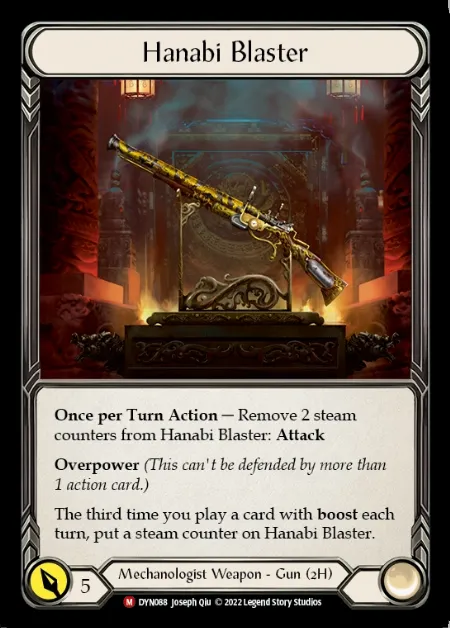 Hanabi Blaster
Once per Turn Action — Remove 2 steam
counters from Hanabi Blaster: Attack
Overpower (This can't be defended by more than
1 action card.)
The third time you play a card with boost each
turn, put a steam counter on Hanabi Blaster.
5
Mechanologist Weapon - Gun (2H)
M DYN088 Joseph Qiu © 2022 Legend Story Studios